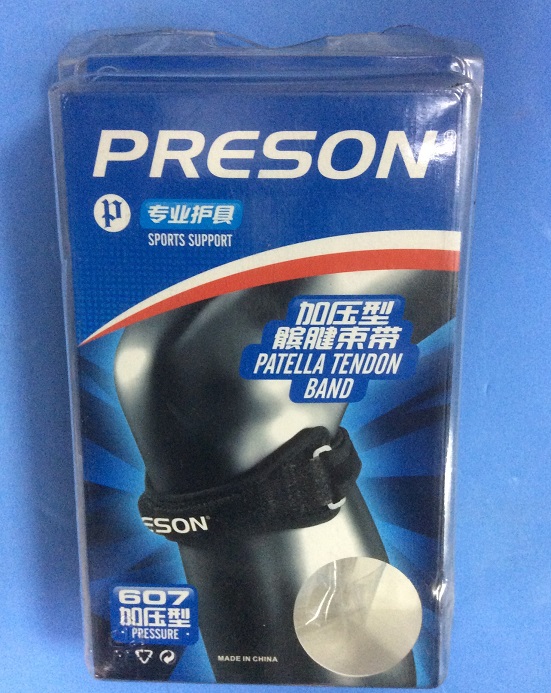 PRESON
P
专业护具
SPORTS SUPPORT
加压型
髌腱束带
PATELLA TENDON
BAND
ESON®
607
加压型
· PRESSURE ·
MADE IN CHINA